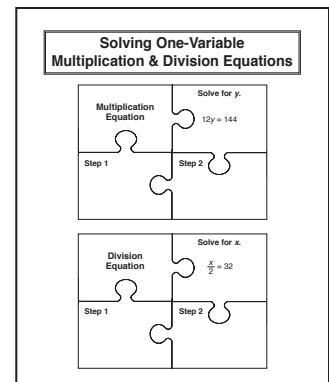 Solving One-Variable
Multiplication & Division Equations
Multiplication
Equation
Solve for y.
12y = 144
Step 1
Step 2
Division
Equation
Solve for x.
x/2 = 32
Step 1
Step 2